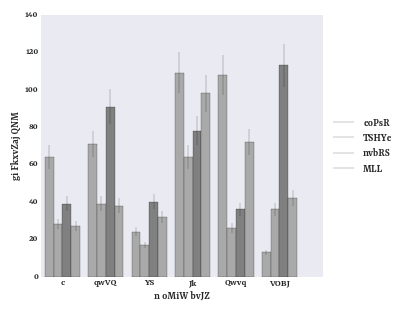 140
120
100
80
60
40
20
0
gi FkxvZaj QNM
c qwVQ YS Jk Qwvq VOBJ
n oMiW bvJZ
coPsR
TSHYc
nvbRS
MLL